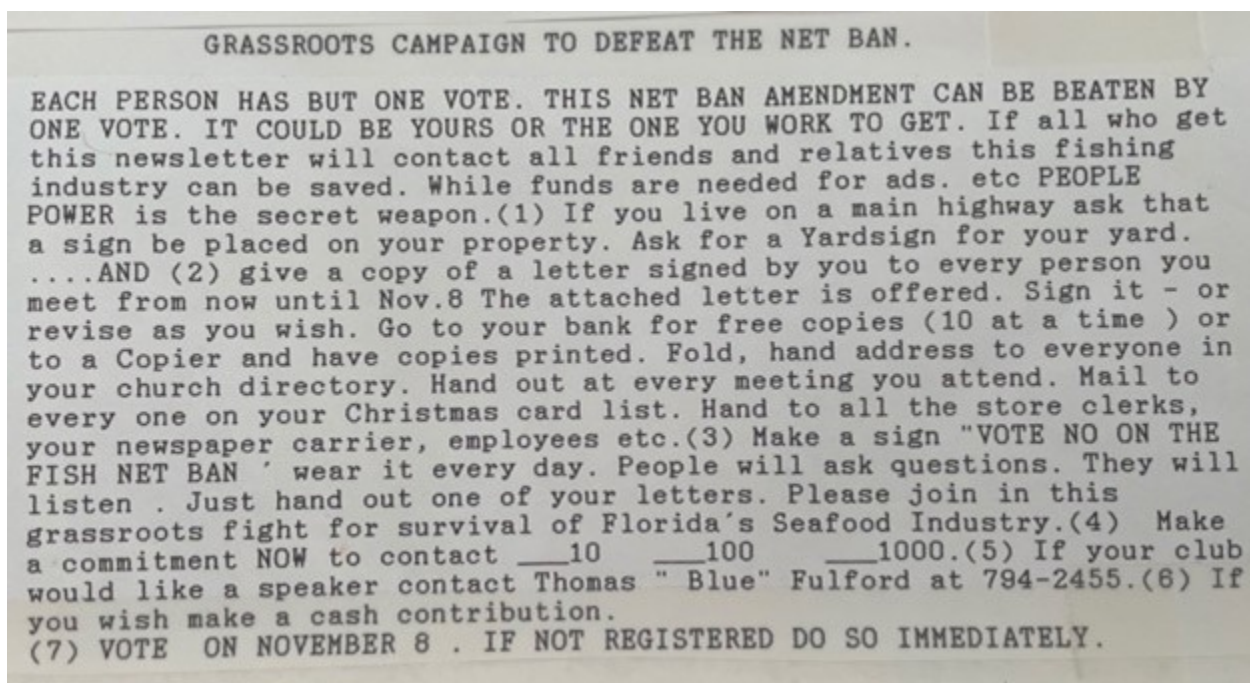 GRASSROOTS CAMPAIGN TO DEFEAT THE NET BAN.
EACH PERSON HAS BUT ONE VOTE. THIS NET BAN AMENDMENT CAN BE BEATEN BY
ONE VOTE. IT COULD BE YOURS OR THE ONE YOU WORK TO GET. If all who get
this newsletter will contact all friends and relatives this fishing
industry can be saved. While funds are needed for ads. etc PEOPLE
POWER is the secret weapon.(1) If you live on a main highway ask that
a sign be placed on your property. Ask for a Yardsign for your yard.
....AND (2) give a copy of a letter signed by you to every person you
meet from now until Nov.8 The attached letter is offered. Sign it - or
revise as you wish. Go to your bank for free copies (10 at a time ) or
to a Copier and have copies printed. Fold, hand address to everyone in
your church directory. Hand out at every meeting you attend. Mail to
every one on your Christmas card list. Hand to all the store clerks,
your newspaper carrier, employees etc.(3) Make a sign "VOTE NO ON THE
FISH NET BAN ' wear it every day. People will ask questions. They will
listen . Just hand out one of your letters. Please join in this
grassroots fight for survival of Florida's Seafood Industry.(4) Make
a commitment NOW to contact ___10 ___100 ___1000.(5) If your club
would like a speaker contact Thomas " Blue" Fulford at 794-2455.(6) If
you wish make a cash contribution.
(7) VOTE ON NOVEMBER 8 . IF NOT REGISTERED DO SO IMMEDIATELY.